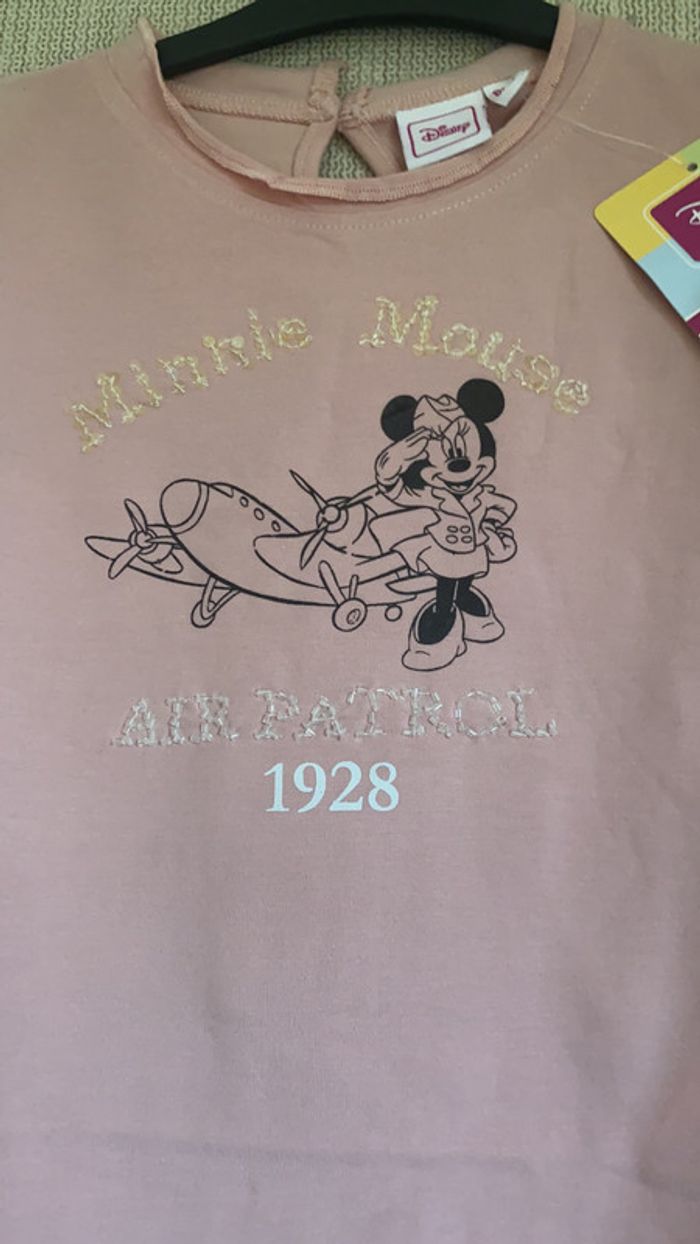 Disney
Minnie Mouse
AIR PATROL
1928